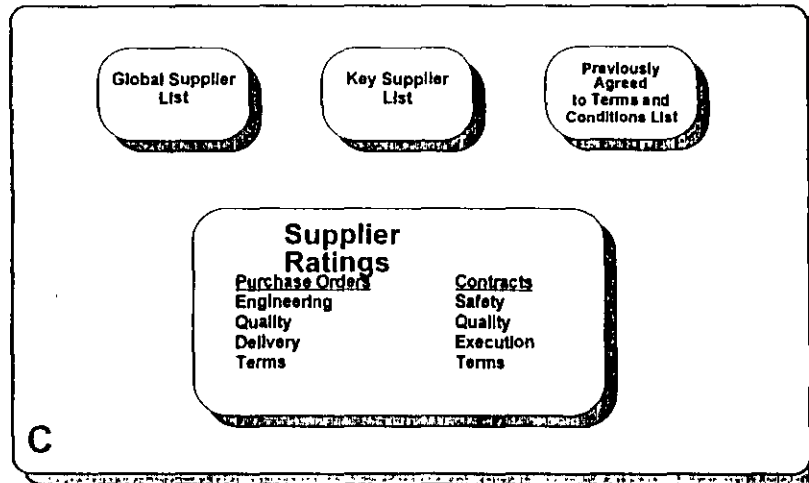 Global Supplier
List
Key Supplier
List
Previously
Agreed
to Terms and
Conditions List
Supplier
Ratings
Purchase Orders
Engineering
Quality
Delivery
Terms
Contracts
Safety
Quality
Execution
Terms
C